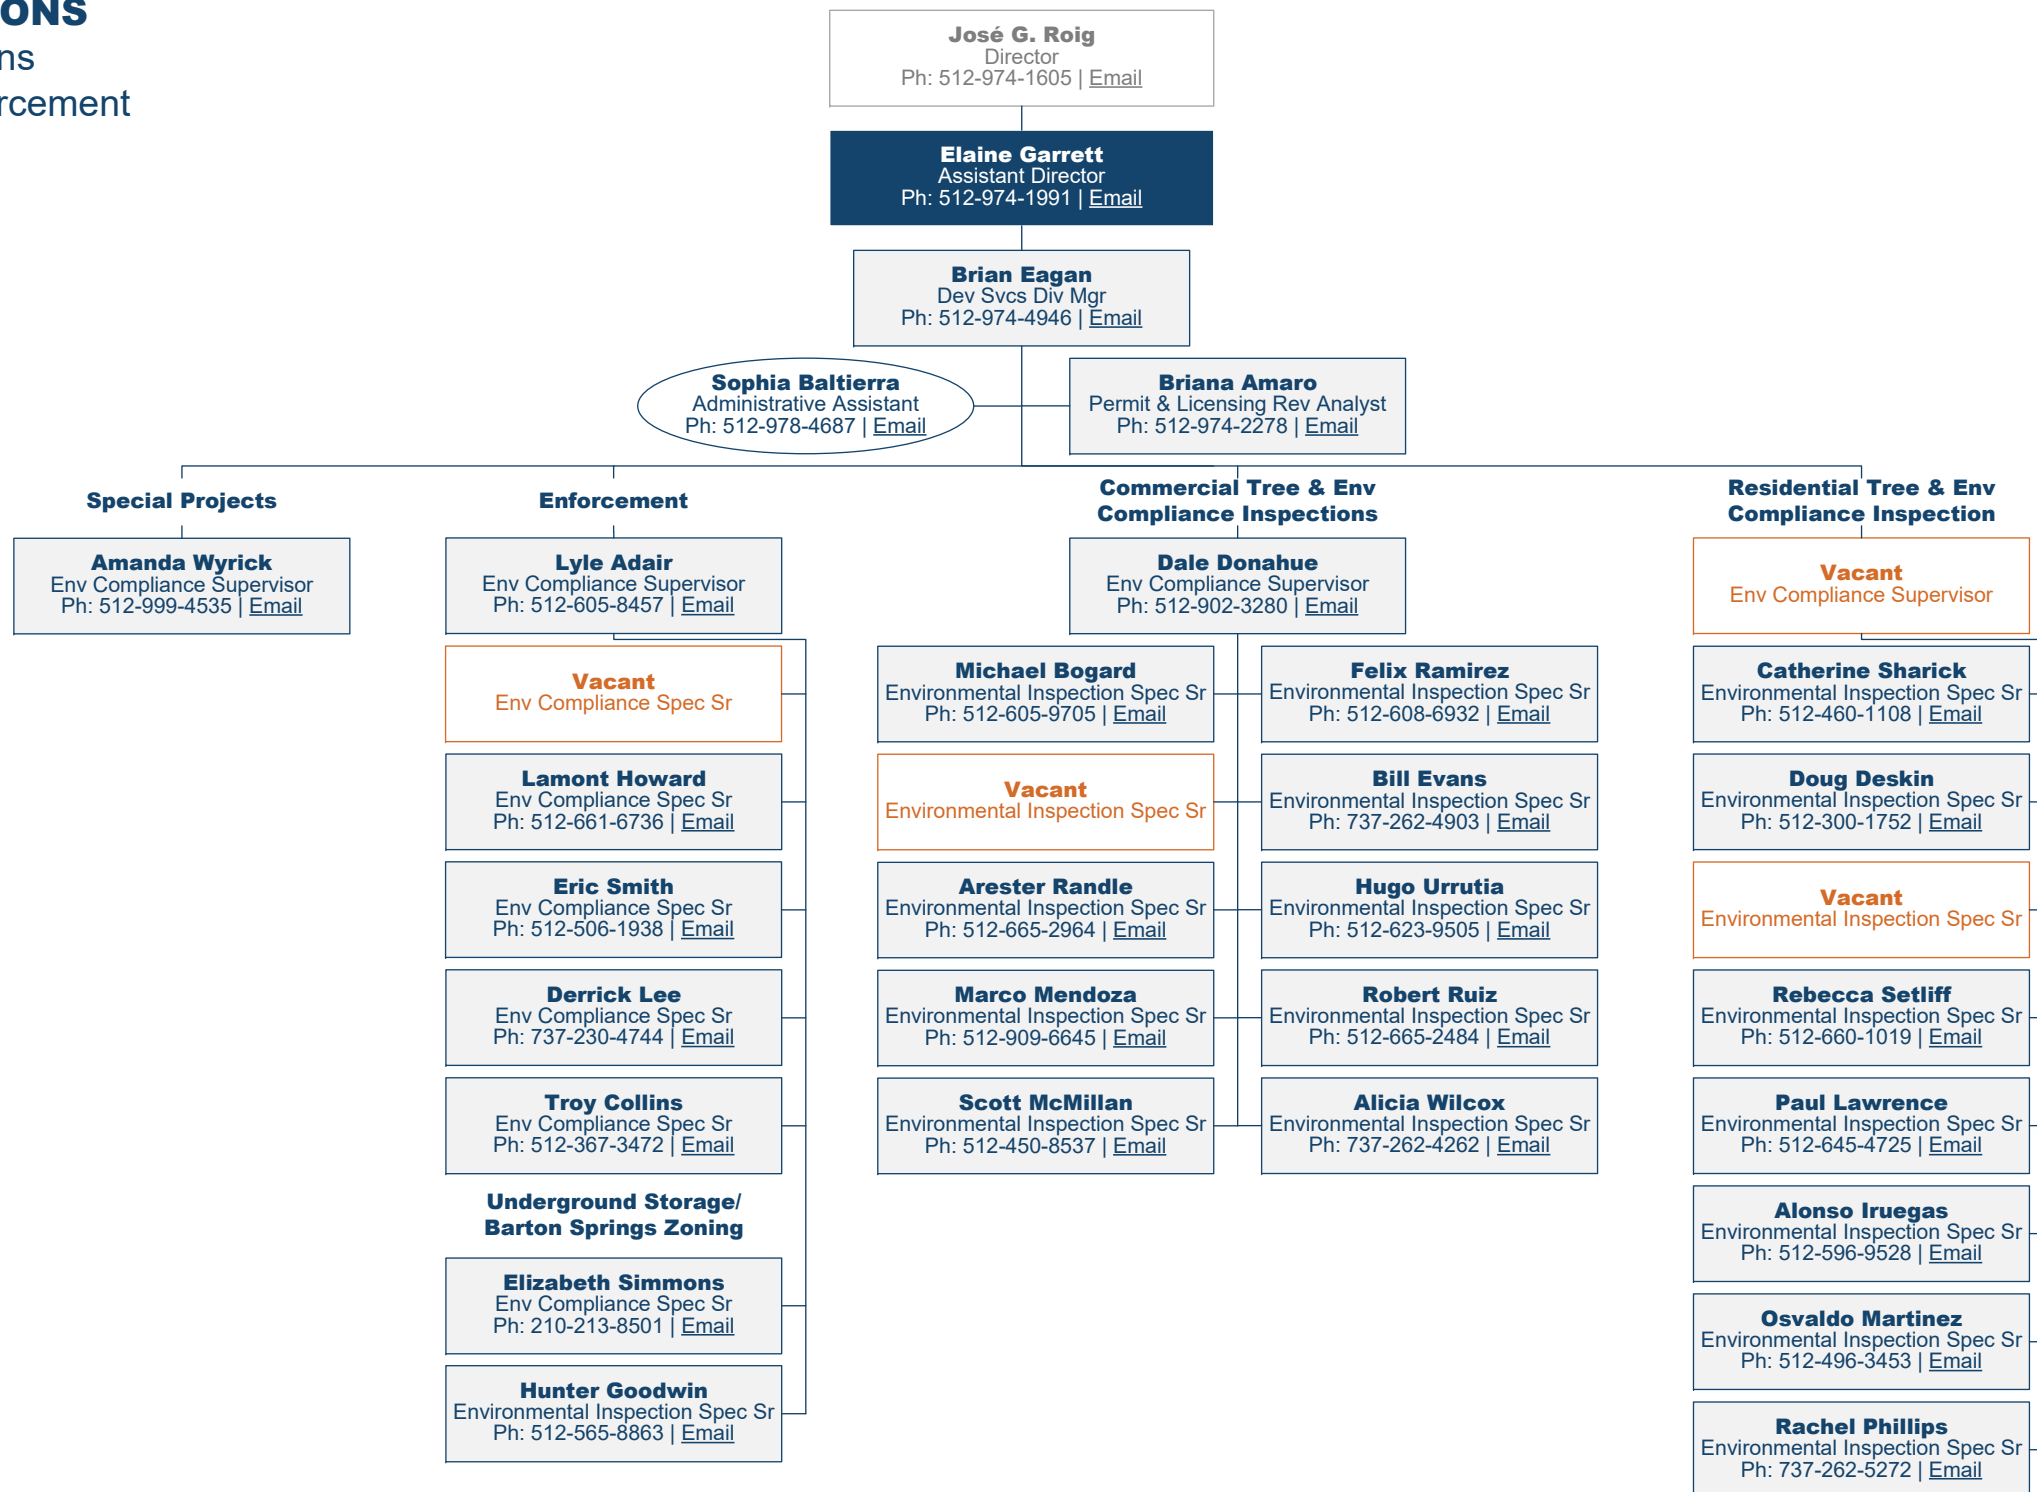 ONS
ns
rcement
José G. Roig
Director
Ph: 512-974-1605 | Email
Elaine Garrett
Assistant Director
Ph: 512-974-1991 | Email
Brian Eagan
Dev Svcs Div Mgr
Ph: 512-974-4946 | Email
Sophia Baltierra
Administrative Assistant
Ph: 512-978-4687 | Email
Briana Amaro
Permit & Licensing Rev Analyst
Ph: 512-974-2278 | Email
Special Projects
Amanda Wyrick
Env Compliance Supervisor
Ph: 512-999-4535 | Email
Enforcement
Lyle Adair
Env Compliance Supervisor
Ph: 512-605-8457 | Email
Vacant
Env Compliance Spec Sr
Lamont Howard
Env Compliance Spec Sr
Ph: 512-661-6736 | Email
Eric Smith
Env Compliance Spec Sr
Ph: 512-506-1938 | Email
Derrick Lee
Env Compliance Spec Sr
Ph: 737-230-4744 | Email
Troy Collins
Env Compliance Spec Sr
Ph: 512-367-3472 | Email
Underground Storage/
Barton Springs Zoning
Elizabeth Simmons
Env Compliance Spec Sr
Ph: 210-213-8501 | Email
Hunter Goodwin
Environmental Inspection Spec Sr
Ph: 512-565-8863 | Email
Commercial Tree & Env
Compliance Inspections
Dale Donahue
Env Compliance Supervisor
Ph: 512-902-3280 | Email
Michael Bogard
Environmental Inspection Spec Sr
Ph: 512-605-9705 | Email
Vacant
Environmental Inspection Spec Sr
Arester Randle
Environmental Inspection Spec Sr
Ph: 512-665-2964 | Email
Marco Mendoza
Environmental Inspection Spec Sr
Ph: 512-909-6645 | Email
Scott McMillan
Environmental Inspection Spec Sr
Ph: 512-450-8537 | Email
Felix Ramirez
Environmental Inspection Spec Sr
Ph: 512-608-6932 | Email
Bill Evans
Environmental Inspection Spec Sr
Ph: 737-262-4903 | Email
Hugo Urrutia
Environmental Inspection Spec Sr
Ph: 512-623-9505 | Email
Robert Ruiz
Environmental Inspection Spec Sr
Ph: 512-665-2484 | Email
Alicia Wilcox
Environmental Inspection Spec Sr
Ph: 737-262-4262 | Email
Residential Tree & Env
Compliance Inspection
Vacant
Env Compliance Supervisor
Catherine Sharick
Environmental Inspection Spec Sr
Ph: 512-460-1108 | Email
Doug Deskin
Environmental Inspection Spec Sr
Ph: 512-300-1752 | Email
Vacant
Environmental Inspection Spec Sr
Rebecca Setliff
Environmental Inspection Spec Sr
Ph: 512-660-1019 | Email
Paul Lawrence
Environmental Inspection Spec Sr
Ph: 512-645-4725 | Email
Alonso Iruegas
Environmental Inspection Spec Sr
Ph: 512-596-9528 | Email
Osvaldo Martinez
Environmental Inspection Spec Sr
Ph: 512-496-3453 | Email
Rachel Phillips
Environmental Inspection Spec Sr
Ph: 737-262-5272 | Email